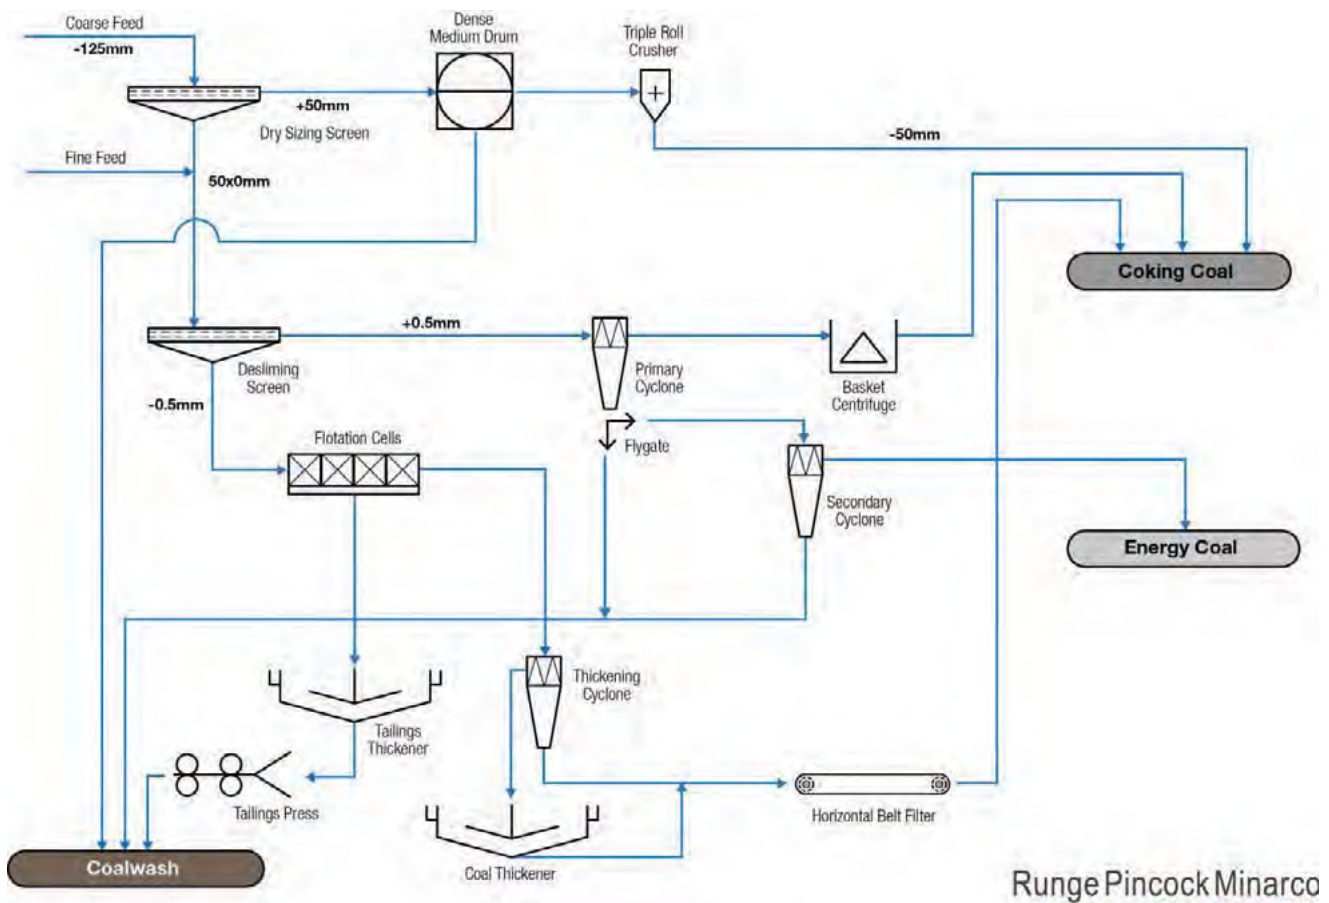 Coarse Feed
-125mm
Dense
Medium Drum
Triple Roll
Crusher
+50mm
Dry Sizing Screen
-50mm
Fine Feed
50x0mm
Coking Coal
+0.5mm
Desliming
Screen
Primary
Cyclone
Basket
Centrifuge
-0.5mm
Flotation Cells
Flygate
Secondary
Cyclone
Energy Coal
Thickening
Cyclone
Tailings
Thickener
Tailings Press
Horizontal Belt Filter
Coalwash
Coal Thickener
Runge Pincock Minarco